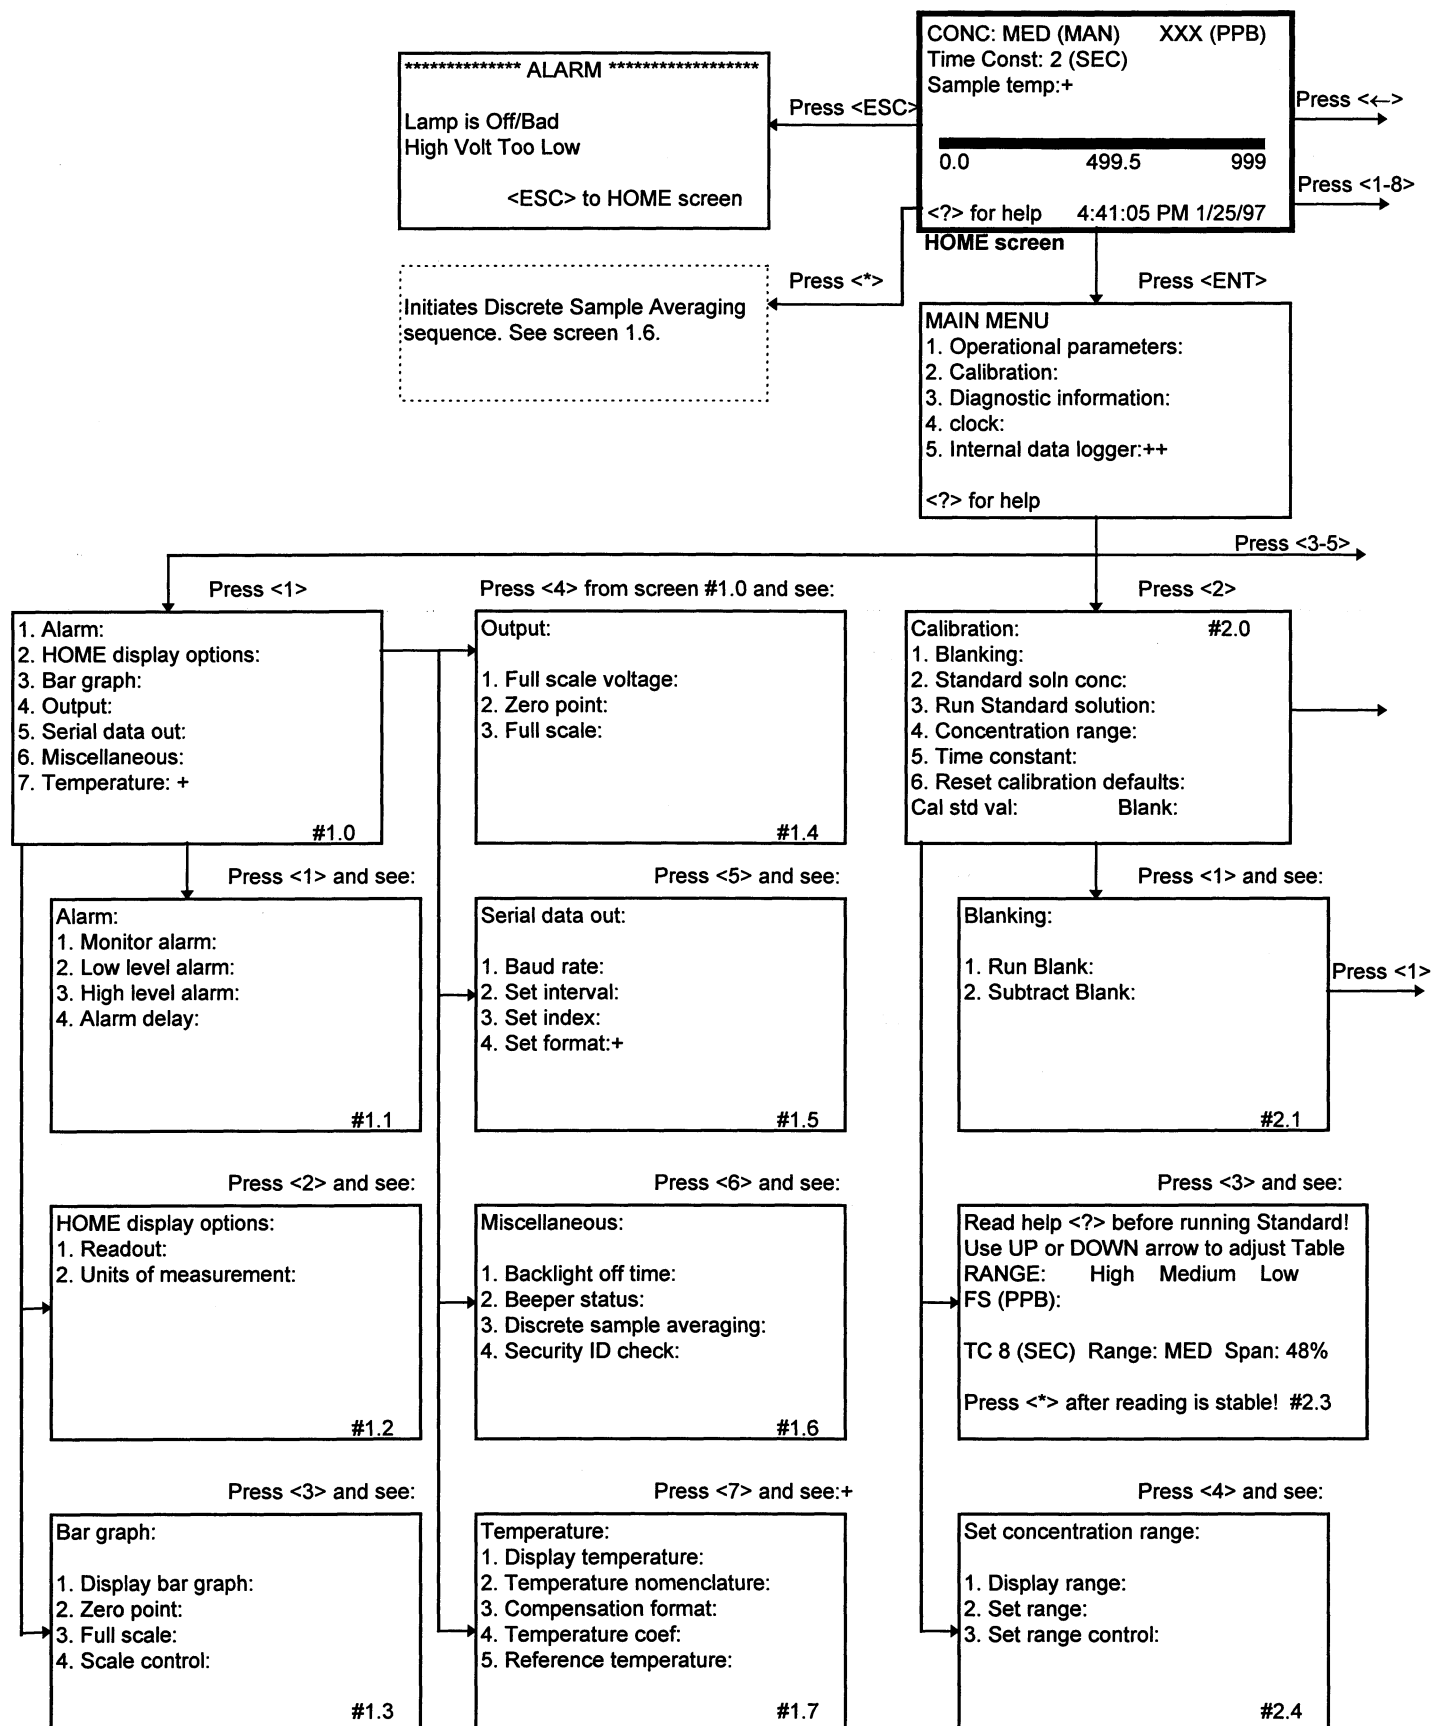 ************** ALARM ******************
Lamp is Off/Bad
High Volt Too Low
<ESC> to HOME screen
Press <ESC>
CONC: MED (MAN) XXX (PPB)
Time Const: 2 (SEC)
Sample temp:+
0.0 499.5 999
<?> for help 4:41:05 PM 1/25/97
HOME screen
Press <←>
Press <1-8>
Press <*>
Initiates Discrete Sample Averaging
sequence. See screen 1.6.
Press <ENT>
MAIN MENU
1. Operational parameters:
2. Calibration:
3. Diagnostic information:
4. clock:
5. Internal data logger:++
<?> for help
Press <3-5>
Press <1>
1. Alarm:
2. HOME display options:
3. Bar graph:
4. Output:
5. Serial data out:
6. Miscellaneous:
7. Temperature: +
#1.0
Press <4> from screen #1.0 and see:
Output:
1. Full scale voltage:
2. Zero point:
3. Full scale:
#1.4
Press <2>
Calibration: #2.0
1. Blanking:
2. Standard soln conc:
3. Run Standard solution:
4. Concentration range:
5. Time constant:
6. Reset calibration defaults:
Cal std val: Blank:
Press <1> and see:
Alarm:
1. Monitor alarm:
2. Low level alarm:
3. High level alarm:
4. Alarm delay:
#1.1
Press <5> and see:
Serial data out:
1. Baud rate:
2. Set interval:
3. Set index:
4. Set format:+
#1.5
Press <1> and see:
Blanking:
1. Run Blank:
2. Subtract Blank:
#2.1
Press <1>
Press <2> and see:
HOME display options:
1. Readout:
2. Units of measurement:
#1.2
Press <6> and see:
Miscellaneous:
1. Backlight off time:
2. Beeper status:
3. Discrete sample averaging:
4. Security ID check:
#1.6
Press <3> and see:
Read help <?> before running Standard!
Use UP or DOWN arrow to adjust Table
RANGE: High Medium Low
FS (PPB):
TC 8 (SEC) Range: MED Span: 48%
Press <*> after reading is stable! #2.3
Press <3> and see:
Bar graph:
1. Display bar graph:
2. Zero point:
3. Full scale:
4. Scale control:
#1.3
Press <7> and see:+
Temperature:
1. Display temperature:
2. Temperature nomenclature:
3. Compensation format:
4. Temperature coef:
5. Reference temperature:
#1.7
Press <4> and see:
Set concentration range:
1. Display range:
2. Set range:
3. Set range control:
#2.4